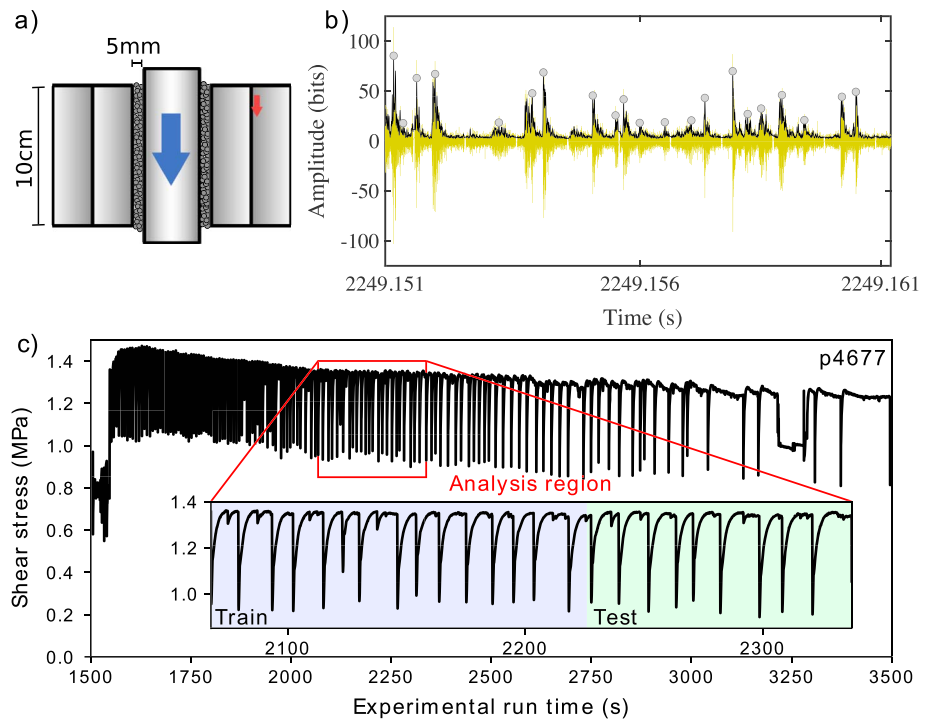 a)
5mm
10cm
b)
Amplitude (bits)
100
50
0
-50
-100
2249.151
2249.156
2249.161
Time (s)
c)
p4677
Shear stress (MPa)
1.4
1.2
1.0
0.8
0.6
0.4
0.2
0.0
Analysis region
1.4
1.2
1.0
Train
Test
2100
2200
2300
1500
1750
2000
2250
2500
2750
3000
3250
3500
Experimental run time (s)